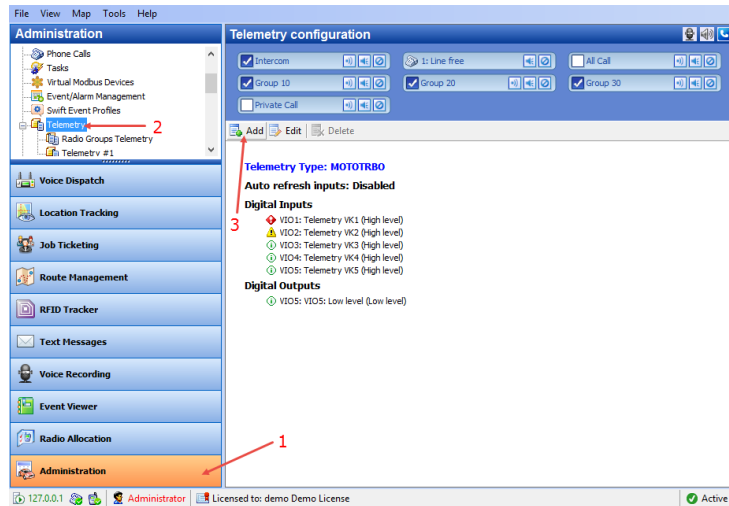 File View Map Tools Help
Administration
Phone Calls
Tasks
Virtual Modbus Devices
Event/Alarm Management
Swift Event Profiles
Telemetry
2
Radio Groups Telemetry
Telemetry #1
Voice Dispatch
Location Tracking
Job Ticketing
Route Management
RFID Tracker
Text Messages
Voice Recording
Event Viewer
Radio Allocation
Administration
1
Telemetry configuration
Intercom
1: Line free
All Call
Group 10
Group 20
Group 30
Private Call
Add Edit Delete
3
Telemetry Type: MOTOTRBO
Auto refresh inputs: Disabled
Digital Inputs
VIO1: Telemetry VK1 (High level)
VIO2: Telemetry VK2 (High level)
VIO3: Telemetry VK3 (High level)
VIO4: Telemetry VK4 (High level)
VIO5: Telemetry VK5 (High level)
Digital Outputs
VIO5: VIO5: Low level (Low level)
127.0.0.1 Administrator Licensed to: demo Demo License Active